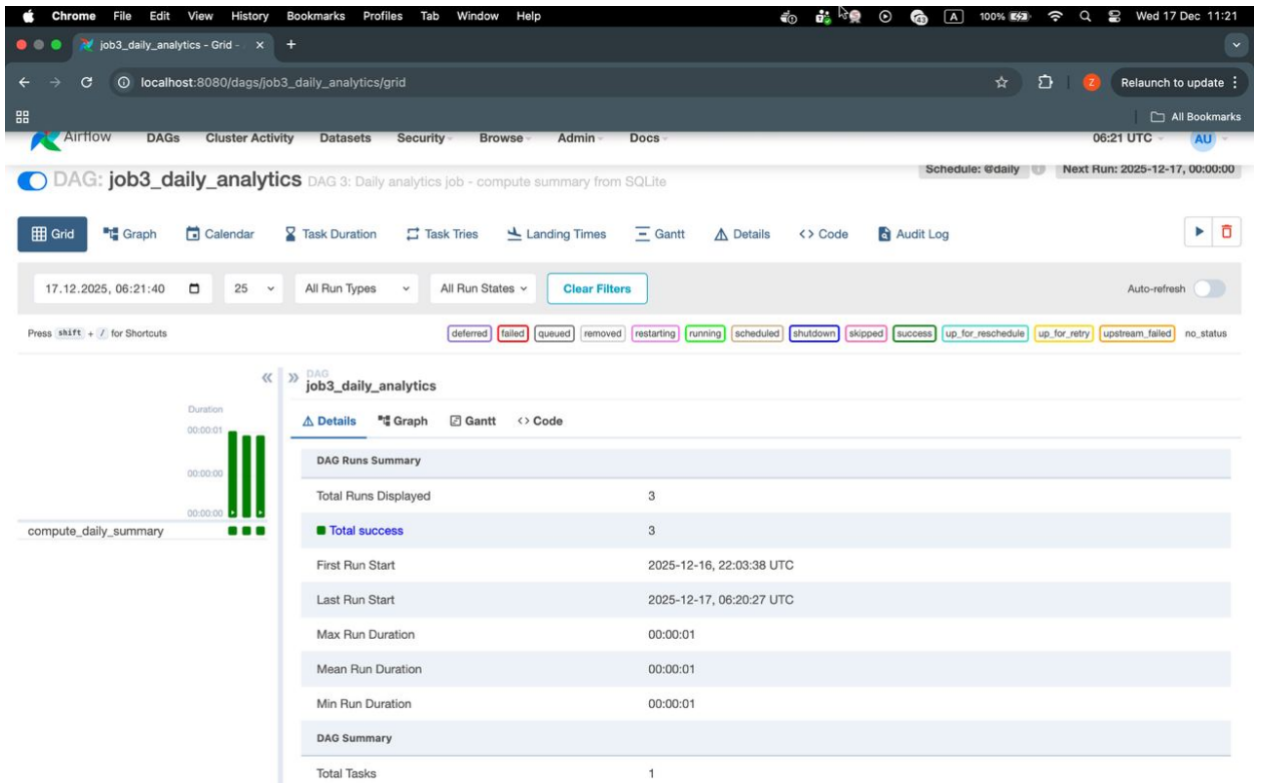 Chrome File Edit View History Bookmarks Profiles Tab Window Help A 100% Wed 17 Dec 11:21
job3_daily_analytics - Grid -
localhost:8080/dags/job3_daily_analytics/grid Z Relaunch to update
All Bookmarks
Airflow DAGs Cluster Activity Datasets Security Browse Admin Docs 06:21 UTC AU
DAG: job3_daily_analytics DAG 3: Daily analytics job - compute summary from SQLite Schedule: @daily Next Run: 2025-12-17, 00:00:00
Grid Graph Calendar Task Duration Task Tries Landing Times Gantt Details <> Code Audit Log
17.12.2025, 06:21:40 25 All Run Types All Run States Clear Filters Auto-refresh
Press shift + / for Shortcuts deferred failed queued removed restarting running scheduled shutdown skipped success up_for_reschedule up_for_retry upstream_failed no_status
DAG
job3_daily_analytics
Duration
00:00:01
00:00:00
00:00:00
compute_daily_summary
Details Graph Gantt <> Code
DAG Runs Summary
Total Runs Displayed 3
Total success 3
First Run Start 2025-12-16, 22:03:38 UTC
Last Run Start 2025-12-17, 06:20:27 UTC
Max Run Duration 00:00:01
Mean Run Duration 00:00:01
Min Run Duration 00:00:01
DAG Summary
Total Tasks 1